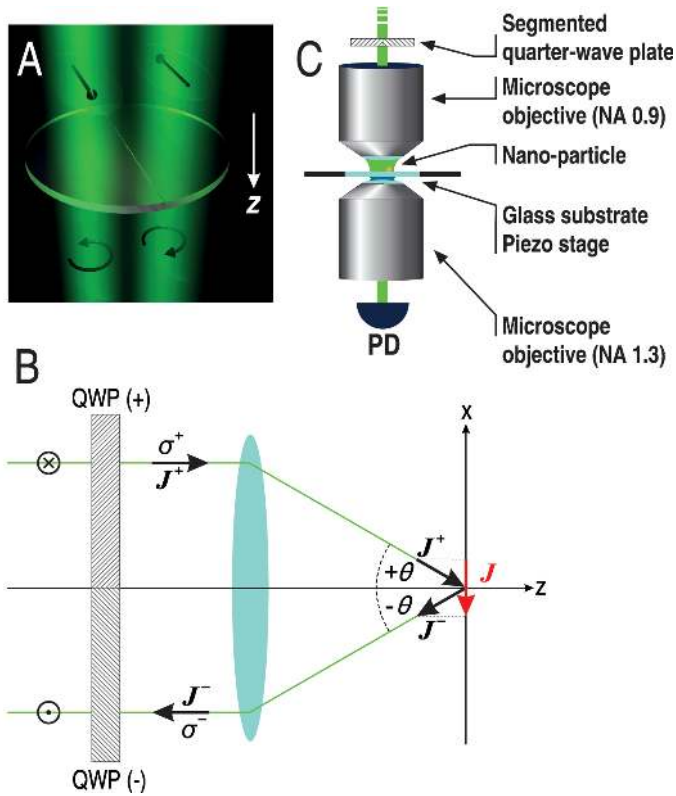 A
z
C
Segmented
quarter-wave plate
Microscope
objective (NA 0.9)
Nano-particle
Glass substrate
Piezo stage
Microscope
objective (NA 1.3)
PD
B
QWP (+)
σ⁺
J⁺
x
J⁺
+θ
J
z
-θ
J⁻
J⁻
σ⁻
QWP (-)